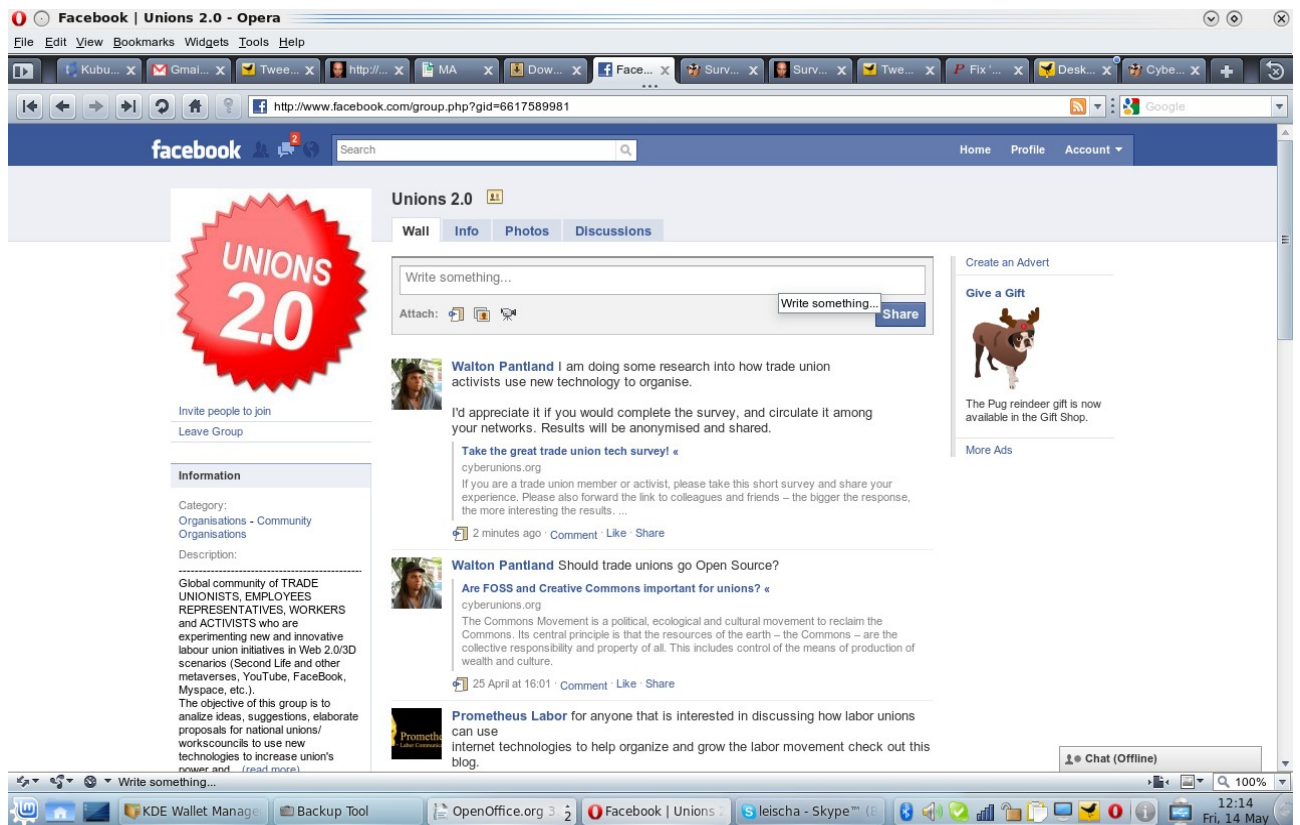 Facebook | Unions 2.0 - Opera
File Edit View Bookmarks Widgets Tools Help
Kubu... Gmai... Twee... http://... MA Dow... Face... Surv... Surv... Twe... Fix '... Desk... Cybe...
http://www.facebook.com/group.php?gid=6617589981 Google
facebook 2 Search Home Profile Account
UNIONS
2.0
Invite people to join
Leave Group
Information
Category:
Organisations - Community
Organisations
Description:
Global community of TRADE
UNIONISTS, EMPLOYEES
REPRESENTATIVES, WORKERS
and ACTIVISTS who are
experimenting new and innovative
labour union initiatives in Web 2.0/3D
scenarios (Second Life and other
metaverses, YouTube, FaceBook,
Myspace, etc.).
The objective of this group is to
analize ideas, suggestions, elaborate
proposals for national unions/
workscouncils to use new
technologies to increase union's
power and... (read more)
Unions 2.0
Wall Info Photos Discussions
Write something...
Write something...
Attach: Share
Walton Pantland I am doing some research into how trade union
activists use new technology to organise.
I'd appreciate it if you would complete the survey, and circulate it among
your networks. Results will be anonymised and shared.
Take the great trade union tech survey! «
cyberunions.org
If you are a trade union member or activist, please take this short survey and share your
experience. Please also forward the link to colleagues and friends – the bigger the response,
the more interesting the results. ...
2 minutes ago · Comment · Like · Share
Walton Pantland Should trade unions go Open Source?
Are FOSS and Creative Commons important for unions? «
cyberunions.org
The Commons Movement is a political, ecological and cultural movement to reclaim the
Commons. Its central principle is that the resources of the earth – the Commons – are the
collective responsibility and property of all. This includes control of the means of production of
wealth and culture.
25 April at 16:01 · Comment · Like · Share
Prometheus Labor for anyone that is interested in discussing how labor unions
can use
internet technologies to help organize and grow the labor movement check out this
blog.
Create an Advert
Give a Gift
The Pug reindeer gift is now
available in the Gift Shop.
More Ads
Chat (Offline)
Write something... 100%
KDE Wallet Manage Backup Tool OpenOffice.org 3. 2 Facebook | Unions 2 leischa - Skype™ (B 12:14
Fri, 14 May